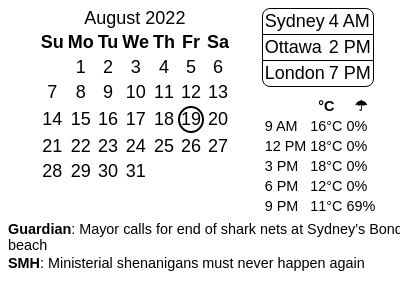 August 2022
Su Mo Tu We Th Fr Sa
1 2 3 4 5 6
7 8 9 10 11 12 13
14 15 16 17 18 19 20
21 22 23 24 25 26 27
28 29 30 31
Sydney 4 AM
Ottawa 2 PM
London 7 PM
°C ☂
9 AM 16°C 0%
12 PM 18°C 0%
3 PM 18°C 0%
6 PM 12°C 0%
9 PM 11°C 69%
Guardian: Mayor calls for end of shark nets at Sydney’s Bond
beach
SMH: Ministerial shenanigans must never happen again